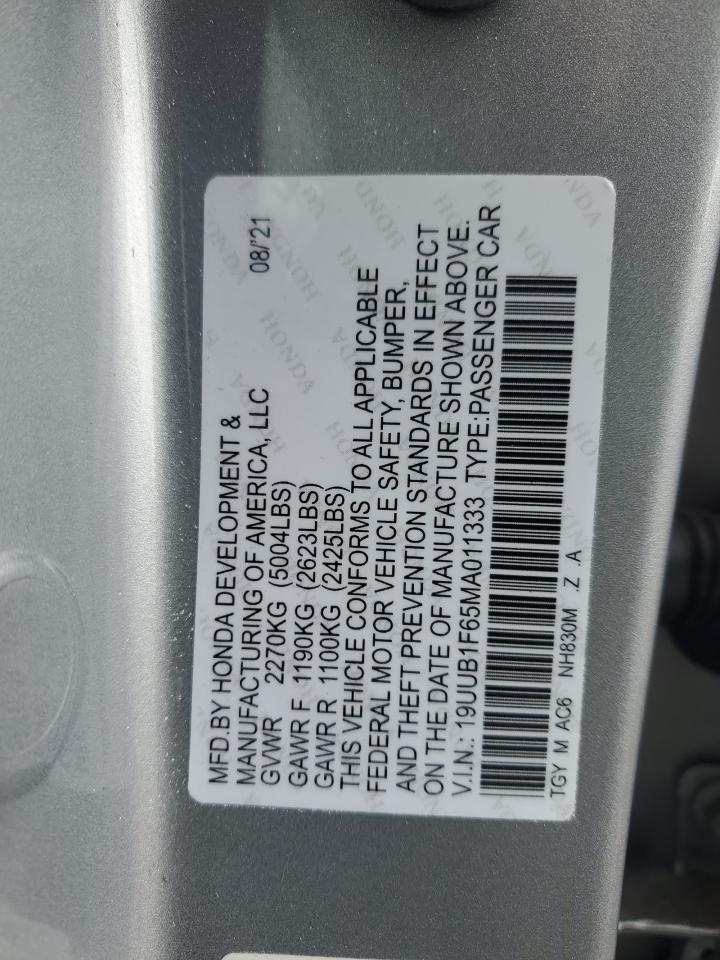 MFD.BY HONDA DEVELOPMENT &
MANUFACTURING OF AMERICA, LLC 08/'21
GVWR 2270KG (5004LBS)
GAWR F 1190KG (2623LBS)
GAWR R 1100KG (2425LBS)
THIS VEHICLE CONFORMS TO ALL APPLICABLE
FEDERAL MOTOR VEHICLE SAFETY, BUMPER,
AND THEFT PREVENTION STANDARDS IN EFFECT
ON THE DATE OF MANUFACTURE SHOWN ABOVE.
V.I.N.: 19UUB1F65MA011333 TYPE:PASSENGER CAR
TGY M AC6 NH830M .Z .A